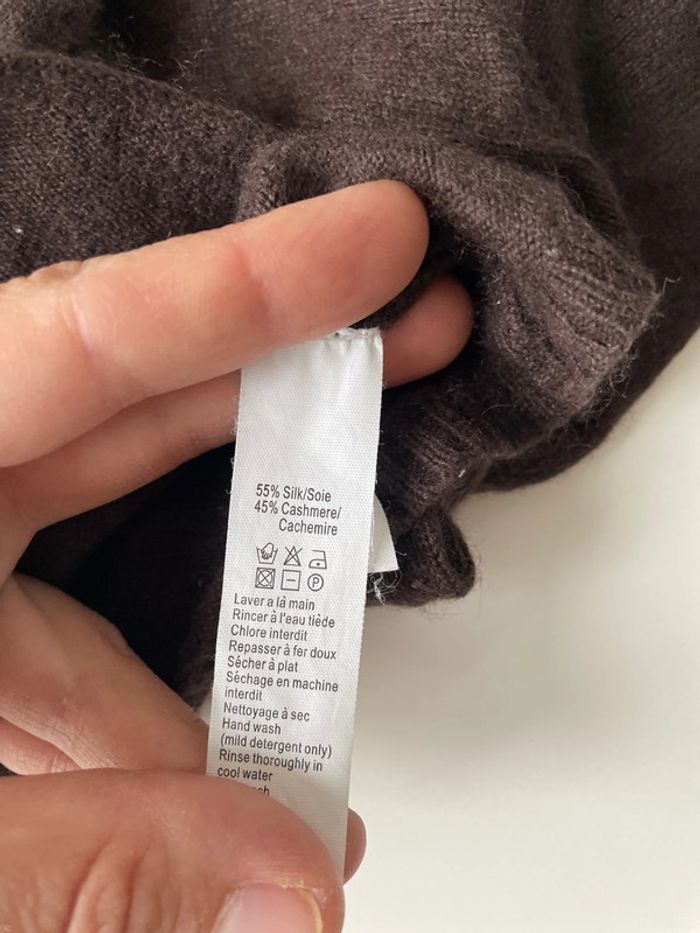 55% Silk/Soie
45% Cashmere/
Cachemire
P
Laver a là main
Rincer à l'eau tiède
Chlore interdit
Repasser à fer doux
Sécher à plat
Séchage en machine
interdit
Nettoyage à sec
Hand wash
(mild detergent only)
Rinse thoroughly in
cool water